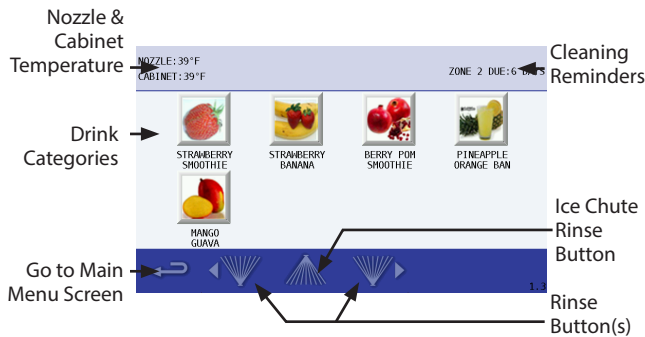 Nozzle &
Cabinet
Temperature
NOZZLE:39°F
CABINET:39°F
ZONE 2 DUE:6 DAYS
Cleaning
Reminders
Drink
Categories
STRAWBERRY
SMOOTHIE
STRAWBERRY
BANANA
BERRY POM
SMOOTHIE
PINEAPPLE
ORANGE BAN
MANGO
GUAVA
Ice Chute
Rinse
Button
Go to Main
Menu Screen
1.3
Rinse
Button(s)